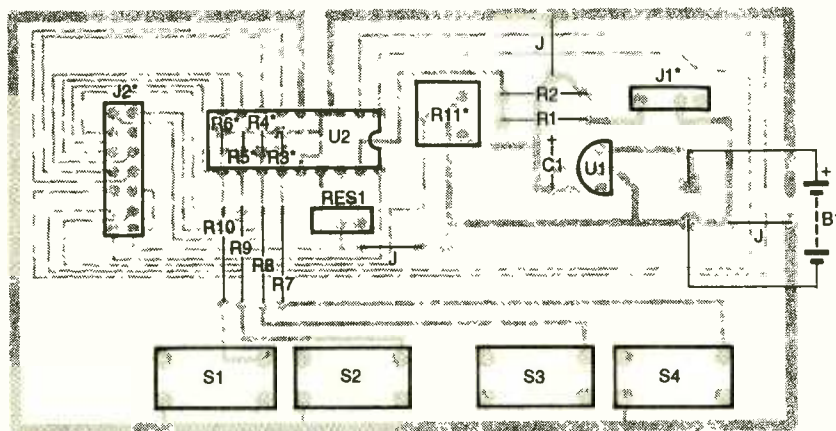 J
J1*
J2*
R2
R11*
R6*
R4*
U2
R1
+
R5*
R3*
C1
U1
+
RES1
R10
B1
J
R9
J
R8
R7
S1
S2
S3
S4